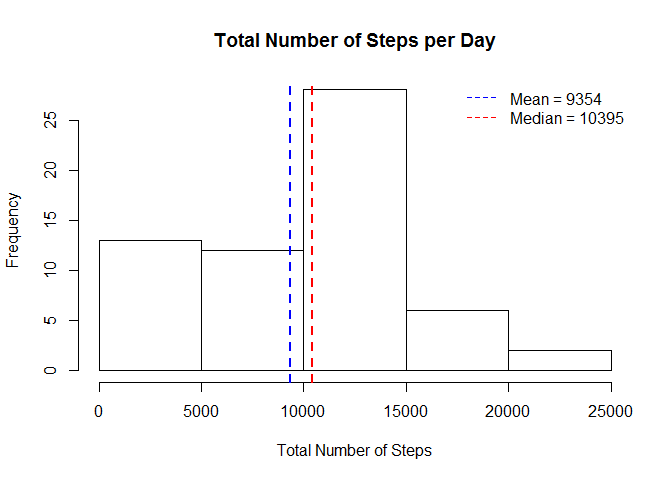 Total Number of Steps per Day
Mean = 9354
Median = 10395
Frequency
0
5
10
15
20
25
0 5000 10000 15000 20000 25000
Total Number of Steps